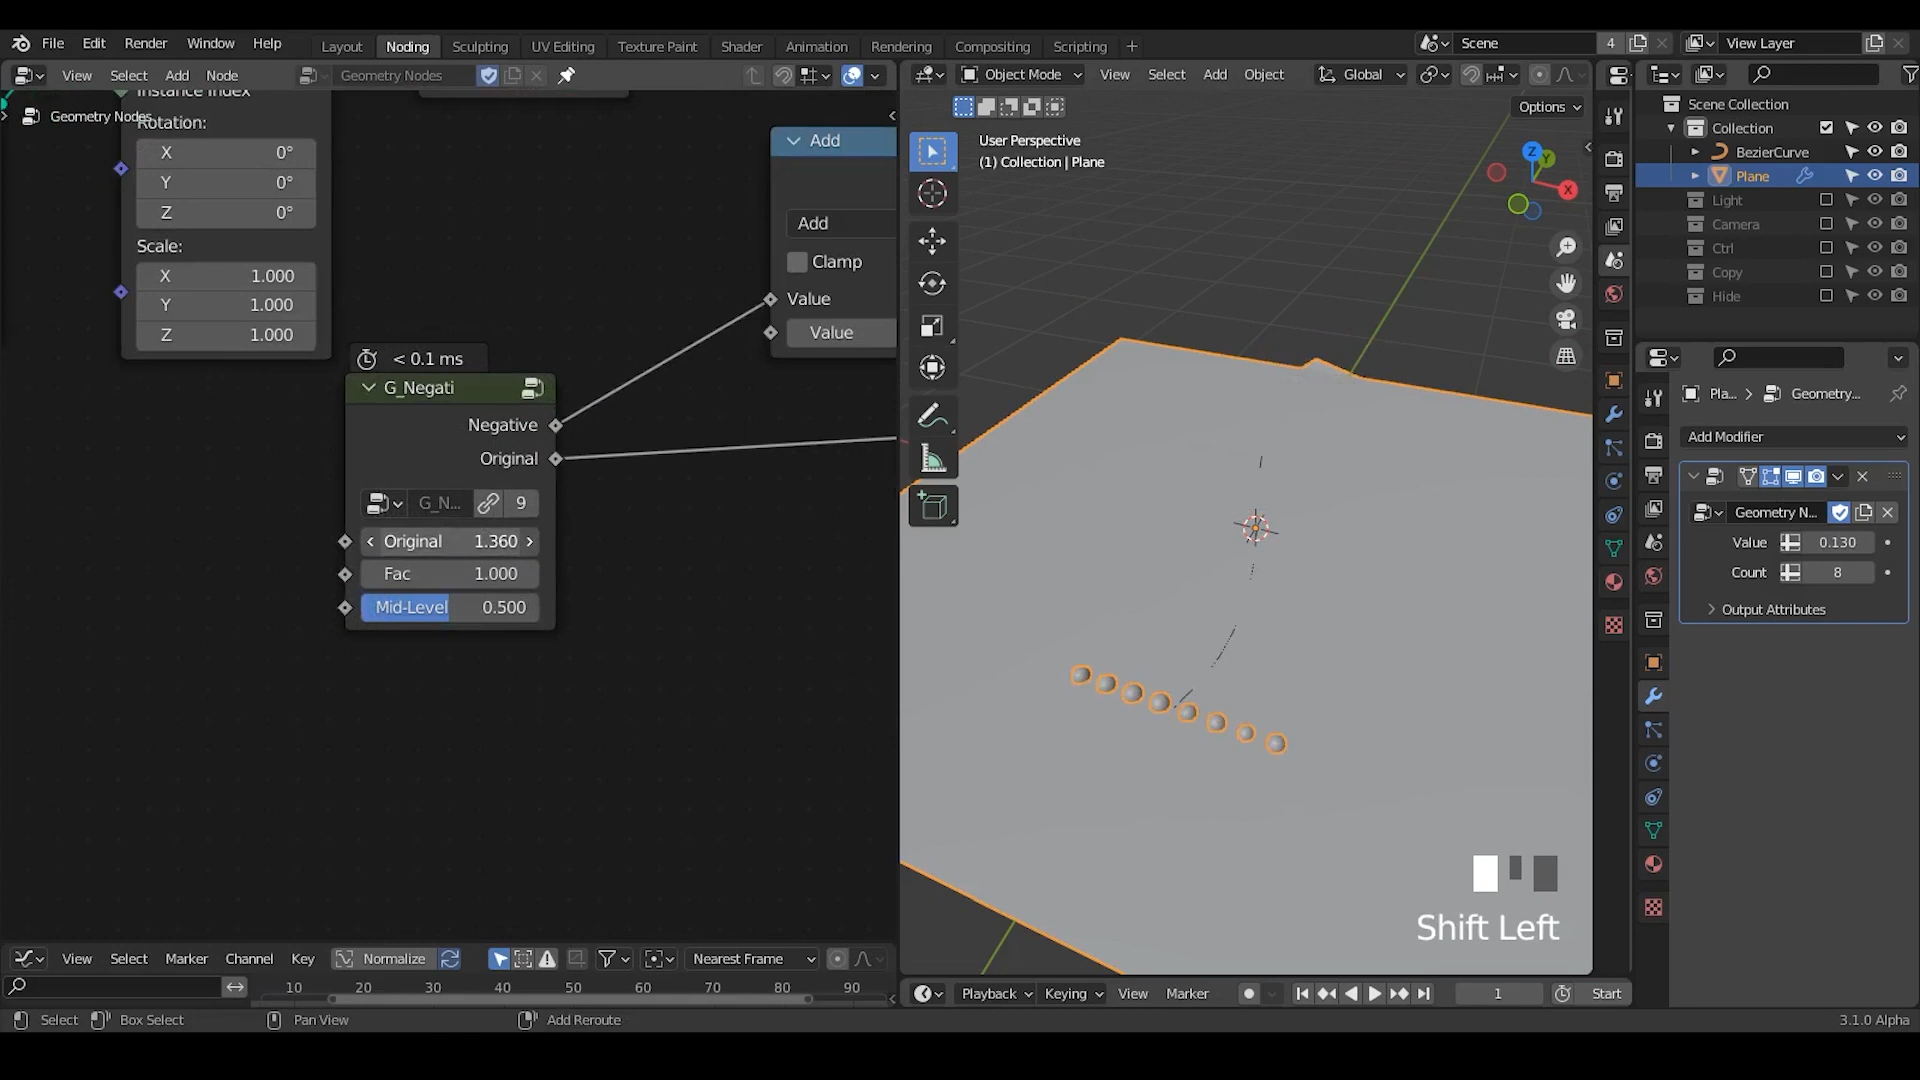 File Edit Render Window Help
Layout Noding Sculpting UV Editing Texture Paint Shader Animation Rendering Compositing Scripting +
Scene 4 View Layer
View Select Add Node Geometry Nodes
Object Mode View Select Add Object Global
Options
Geometry Nodes
Instance Index
Rotation:
X 0°
Y 0°
Z 0°
Scale:
X 1.000
Y 1.000
Z 1.000
Add
Add
Clamp
Value
Value
< 0.1 ms
G_Negati
Negative
Original
G_N... 9
Original 1.360
Fac 1.000
Mid-Level 0.500
User Perspective
(1) Collection | Plane
Z Y X
Shift Left
Scene Collection
Collection
BezierCurve
Plane
Light
Camera
Ctrl
Copy
Hide
Pla... > Geometry...
Add Modifier
Geometry N...
Value 0.130
Count 8
Output Attributes
View Select Marker Channel Key Normalize Nearest Frame
10 20 30 40 50 60 70 80 90
Playback Keying View Marker 1 Start
Select Box Select Pan View Add Reroute 3.1.0 Alpha